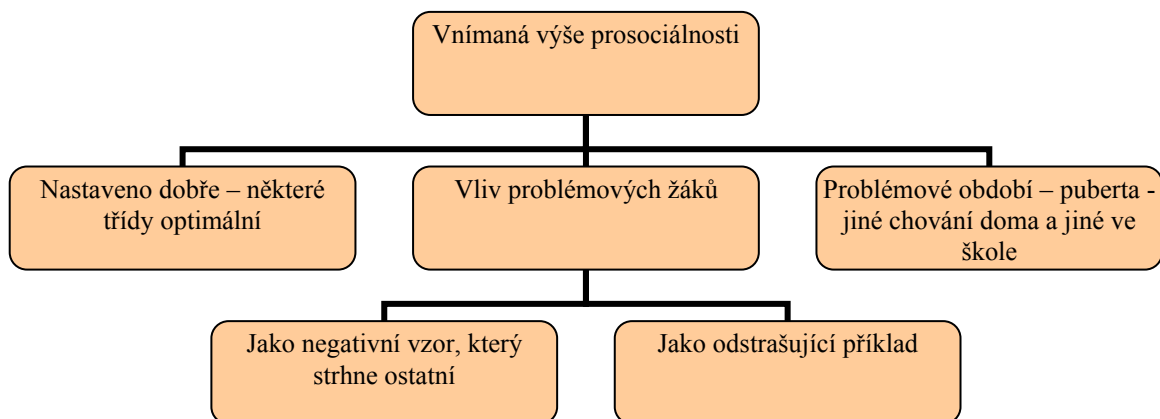 Vnímaná výše prosociálnosti
Nastaveno dobře – některé
třídy optimální
Vliv problémových žáků
Problémové období – puberta -
jiné chování doma a jiné ve
škole
Jako negativní vzor, který
strhne ostatní
Jako odstrašující příklad